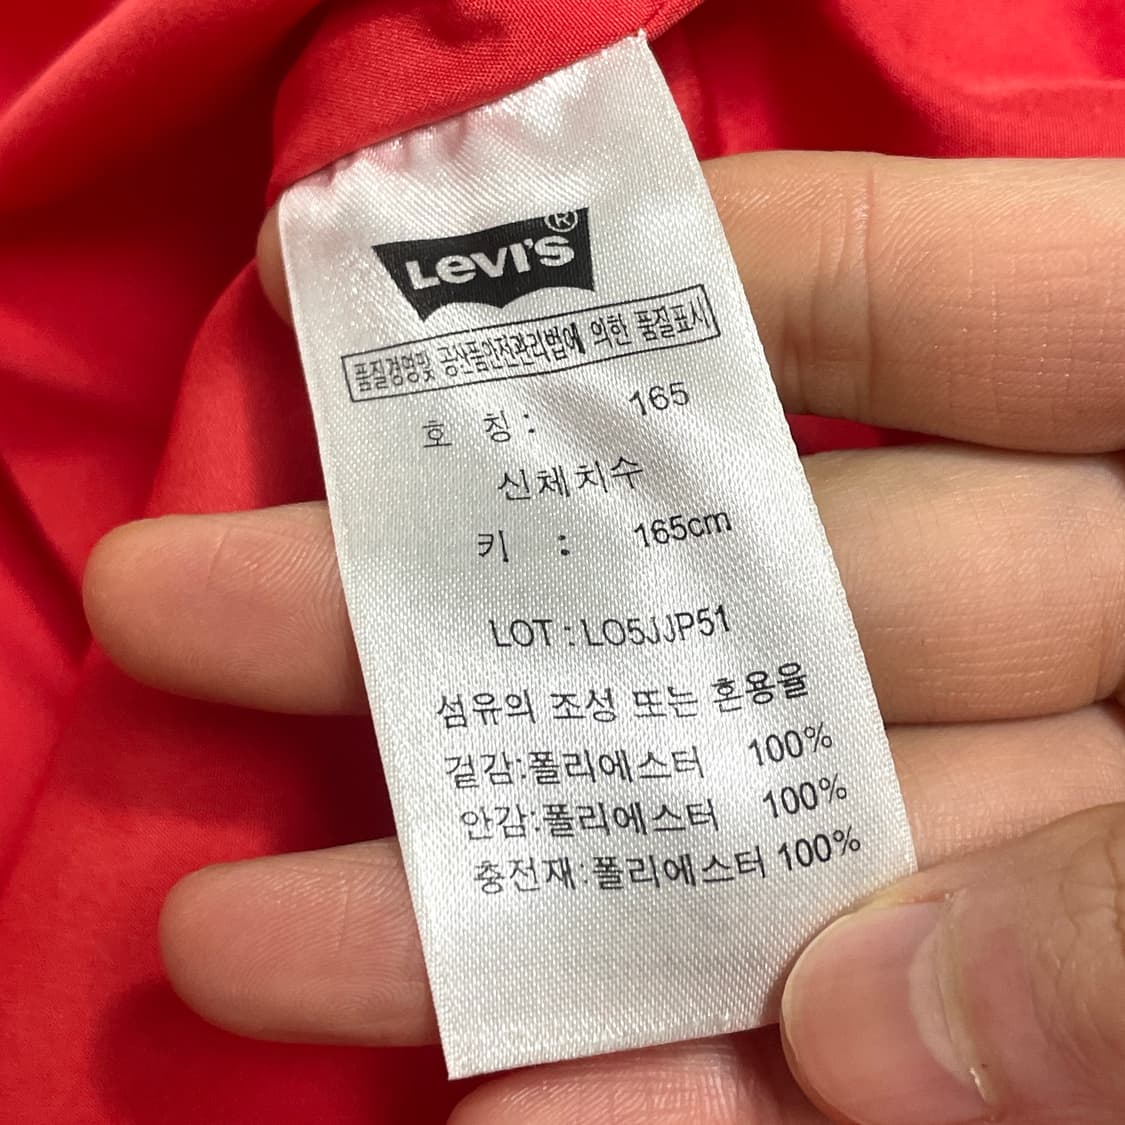 Levi's®
품질경영및 공산품안전관리법에 의한 품질표시
호 칭: 165
신체치수
키 : 165cm
LOT : LO5JJP51
섬유의 조성 또는 혼용율
겉감:폴리에스터 100%
안감:폴리에스터 100%
충전재:폴리에스터 100%